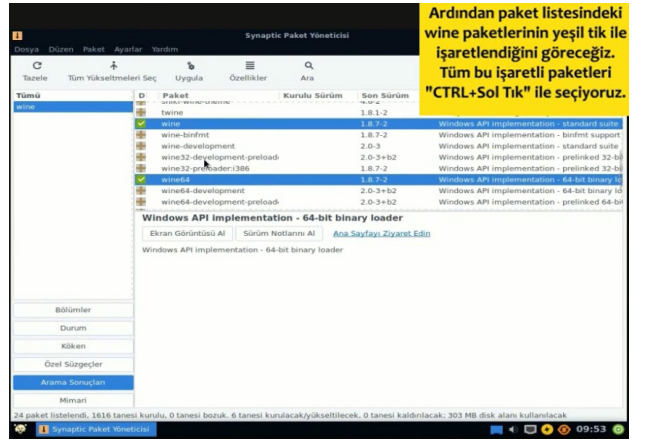 Ardından paket listesindeki
wine paketlerinin yeşil tik ile
işaretlendiğini göreceğiz.
Tüm bu işaretli paketleri
"CTRL+Sol Tık" ile seçiyoruz.
Synaptic Paket Yöneticisi
Dosya Düzen Paket Ayarlar Yardım
Tazele Tüm Yükseltmeleri Seç Uygula Özellikler Ara
Tümü
wine
D Paket Kurulu Sürüm Son Sürüm
twine 1.8.1-2
wine 1.8.7-2 Windows API implementation - standard suite
wine-binfmt 1.8.7-2 Windows API implementation - binfmt support
wine-development 2.0-3 Windows API implementation - standard suite
wine32-development-preload 2.0-3+b2 Windows API implementation - prelinked 32-bi
wine32-preloader:i386 1.8.7-2 Windows API implementation - prelinked 32-bi
wine64 1.8.7-2 Windows API implementation - 64-bit binary lo
wine64-development 2.0-3+b2 Windows API implementation - 64-bit binary lo
wine64-development-preload 2.0-3+b2 Windows API implementation - prelinked 64-bi
Windows API implementation - 64-bit binary loader
Ekran Görüntüsü Al Sürüm Notlarını Al Ana Sayfayı Ziyaret Edin
Windows API implementation - 64-bit binary loader
Bölümler
Durum
Köken
Özel Süzgeçler
Arama Sonuçları
Mimari
24 paket listelendi, 1616 tanesi kurulu, 0 tanesi bozuk. 6 tanesi kurulacak/yükseltilecek, 0 tanesi kaldırılacak; 303 MB disk alanı kullanılacak
Synaptic Paket Yöneticisi 09:53